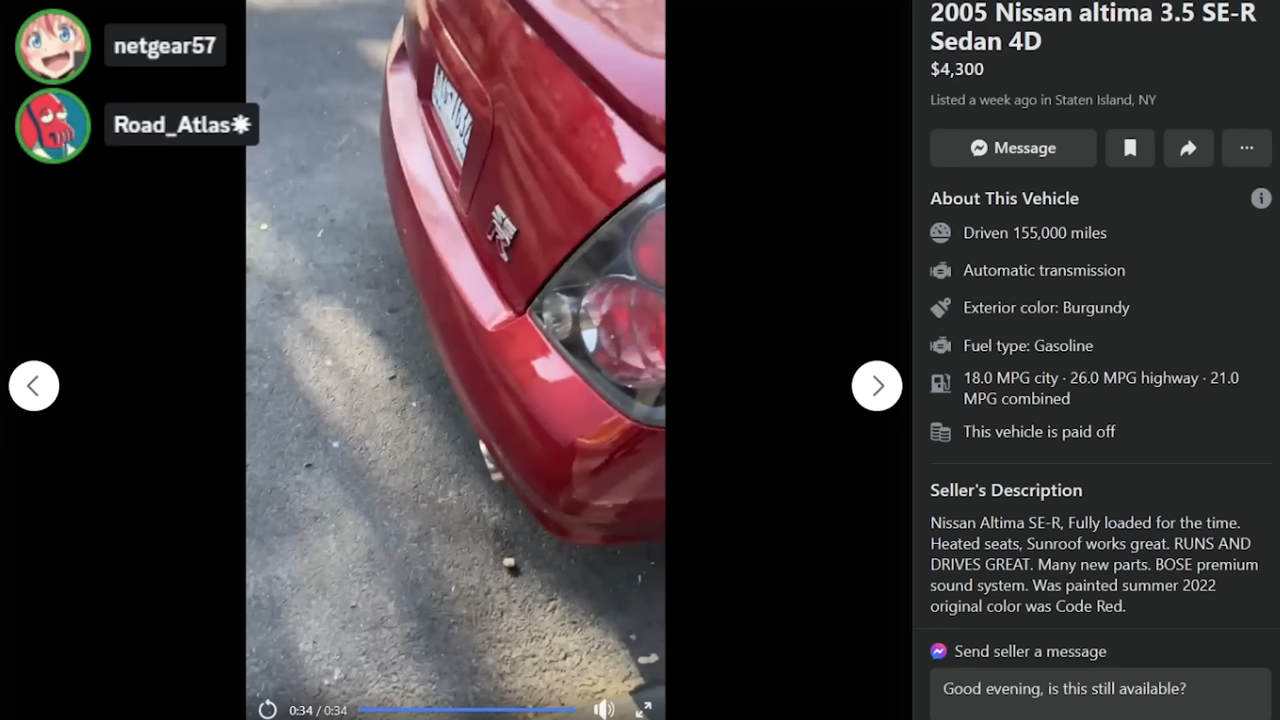 netgear57
Road_Atlas
2005 Nissan altima 3.5 SE-R
Sedan 4D
$4,300
Listed a week ago in Staten Island, NY
Message
About This Vehicle
Driven 155,000 miles
Automatic transmission
Exterior color: Burgundy
Fuel type: Gasoline
18.0 MPG city · 26.0 MPG highway · 21.0
MPG combined
This vehicle is paid off
Seller's Description
Nissan Altima SE-R, Fully loaded for the time.
Heated seats, Sunroof works great. RUNS AND
DRIVES GREAT. Many new parts. BOSE premium
sound system. Was painted summer 2022
original color was Code Red.
Send seller a message
Good evening, is this still available?
0:34 / 0:34